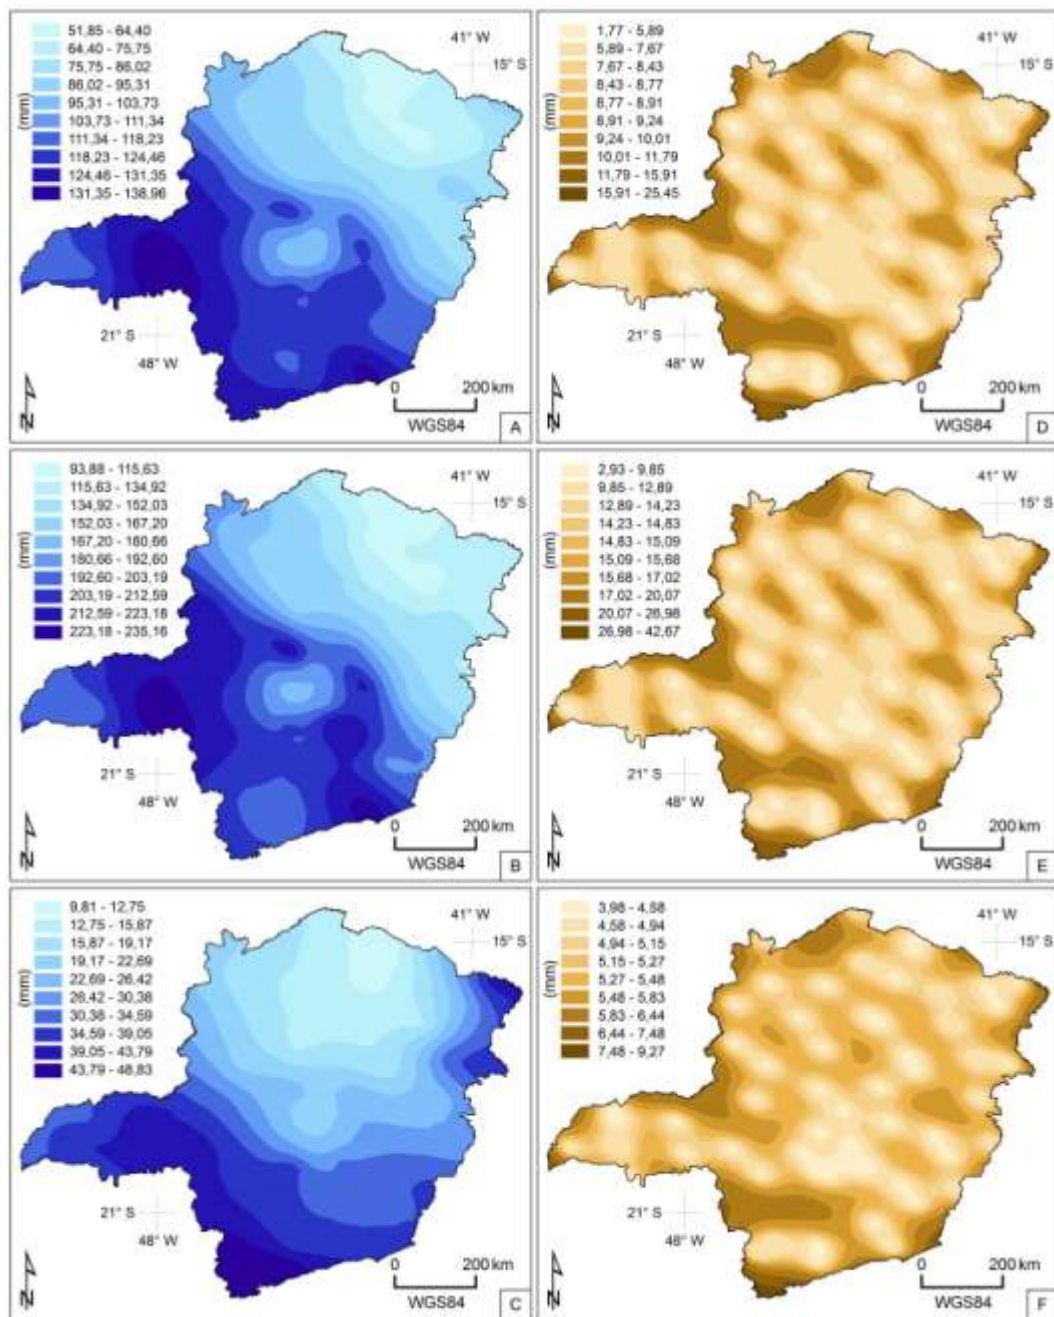 (mm)
51,85 - 64,40
64,40 - 75,75
75,75 - 86,02
86,02 - 95,31
95,31 - 103,73
103,73 - 111,34
111,34 - 118,23
118,23 - 124,46
124,46 - 131,35
131,35 - 138,96
41° W
15° S
21° S
48° W
N
0 200 km
WGS84
A
(mm)
1,77 - 5,89
5,89 - 7,67
7,67 - 8,43
8,43 - 8,77
8,77 - 8,91
8,91 - 9,24
9,24 - 10,01
10,01 - 11,79
11,79 - 15,91
15,91 - 25,45
41° W
15° S
21° S
48° W
N
0 200 km
WGS84
D
(mm)
93,88 - 115,63
115,63 - 134,92
134,92 - 152,03
152,03 - 167,20
167,20 - 180,66
180,66 - 192,60
192,60 - 203,19
203,19 - 212,59
212,59 - 223,18
223,18 - 235,16
41° W
15° S
21° S
48° W
N
0 200 km
WGS84
B
(mm)
2,93 - 9,85
9,85 - 12,89
12,89 - 14,23
14,23 - 14,83
14,83 - 15,09
15,09 - 15,68
15,68 - 17,02
17,02 - 20,07
20,07 - 26,98
26,98 - 42,67
41° W
15° S
21° S
48° W
N
0 200 km
WGS84
E
(mm)
9,81 - 12,75
12,75 - 15,87
15,87 - 19,17
19,17 - 22,69
22,69 - 26,42
26,42 - 30,38
30,38 - 34,59
34,59 - 39,05
39,05 - 43,79
43,79 - 48,83
41° W
15° S
21° S
48° W
N
0 200 km
WGS84
C
(mm)
3,98 - 4,58
4,58 - 4,94
4,94 - 5,15
5,15 - 5,27
5,27 - 5,48
5,48 - 5,83
5,83 - 6,44
6,44 - 7,48
7,48 - 9,27
41° W
15° S
21° S
48° W
N
0 200 km
WGS84
F